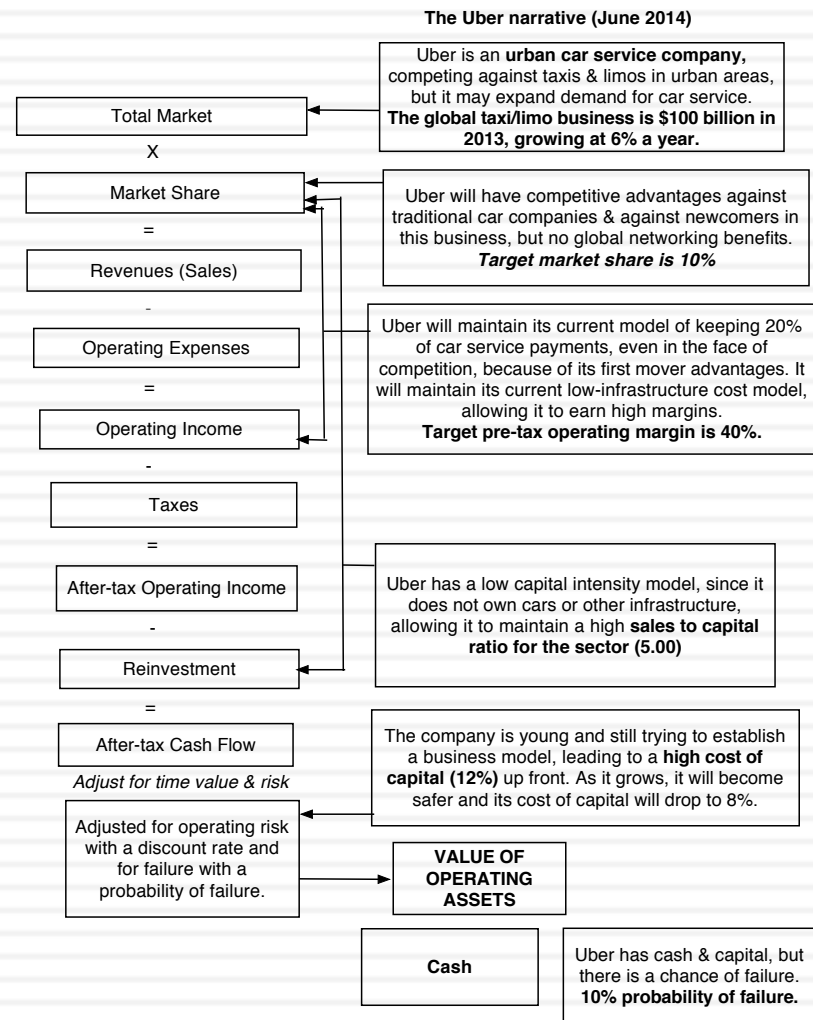 The Uber narrative (June 2014)
Uber is an urban car service company,
competing against taxis & limos in urban areas,
but it may expand demand for car service.
The global taxi/limo business is $100 billion in
2013, growing at 6% a year.
Total Market
X
Market Share
Uber will have competitive advantages against
traditional car companies & against newcomers in
this business, but no global networking benefits.
Target market share is 10%
=
Revenues (Sales)
-
Operating Expenses
Uber will maintain its current model of keeping 20%
of car service payments, even in the face of
competition, because of its first mover advantages. It
will maintain its current low-infrastructure cost model,
allowing it to earn high margins.
Target pre-tax operating margin is 40%.
=
Operating Income
-
Taxes
=
After-tax Operating Income
Uber has a low capital intensity model, since it
does not own cars or other infrastructure,
allowing it to maintain a high sales to capital
ratio for the sector (5.00)
-
Reinvestment
=
After-tax Cash Flow
The company is young and still trying to establish
a business model, leading to a high cost of
capital (12%) up front. As it grows, it will become
safer and its cost of capital will drop to 8%.
Adjust for time value & risk
Adjusted for operating risk
with a discount rate and
for failure with a
probability of failure.
VALUE OF
OPERATING
ASSETS
Cash
Uber has cash & capital, but
there is a chance of failure.
10% probability of failure.